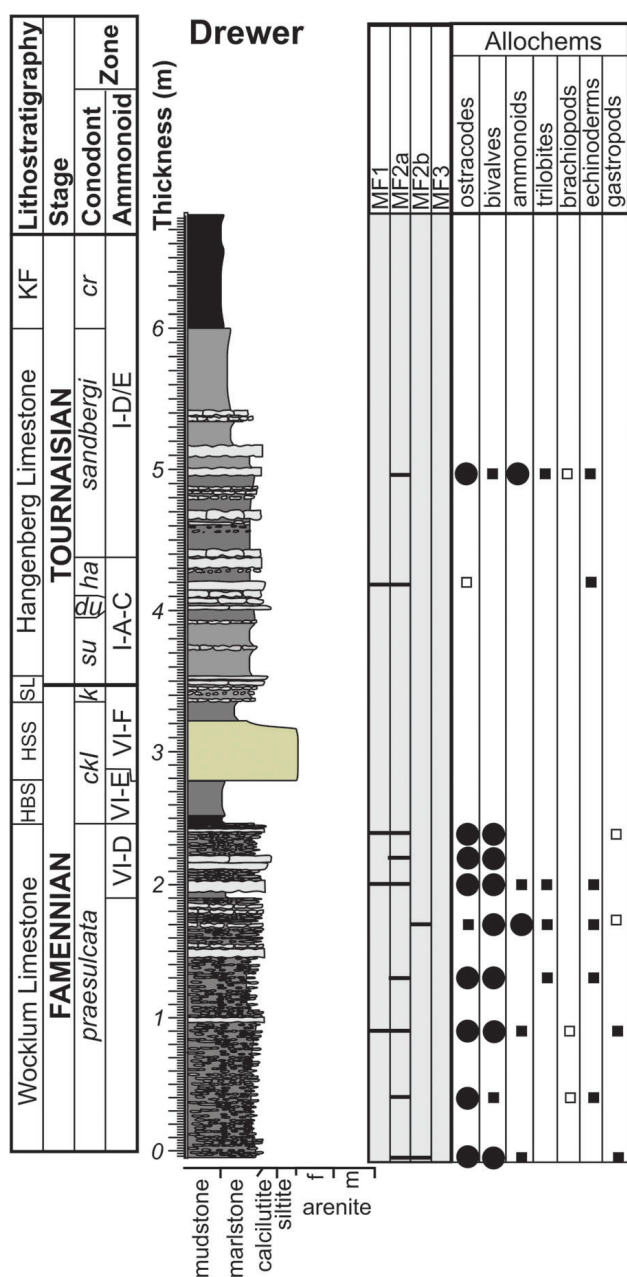 Drewer
Lithostratigraphy
Stage
Conodont
Ammonoid
Zone
Thickness (m)
MF1
MF2a
MF2b
MF3
Allochems
ostracodes
bivalves
ammonoids
trilobites
brachiopods
echinoderms
gastropods
KF
Hangenberg Limestone
SL
HSS
HBS
Wocklum Limestone
TOURNAISIAN
FAMENNIAN
cr
sandbergi
ha
du
su
k
ckl
praesulcata
I-D/E
I-A-C
VI-F
VI-E
VI-D
6
5
4
3
2
1
0
mudstone
marlstone
calcilutite
siltite
f
m
arenite